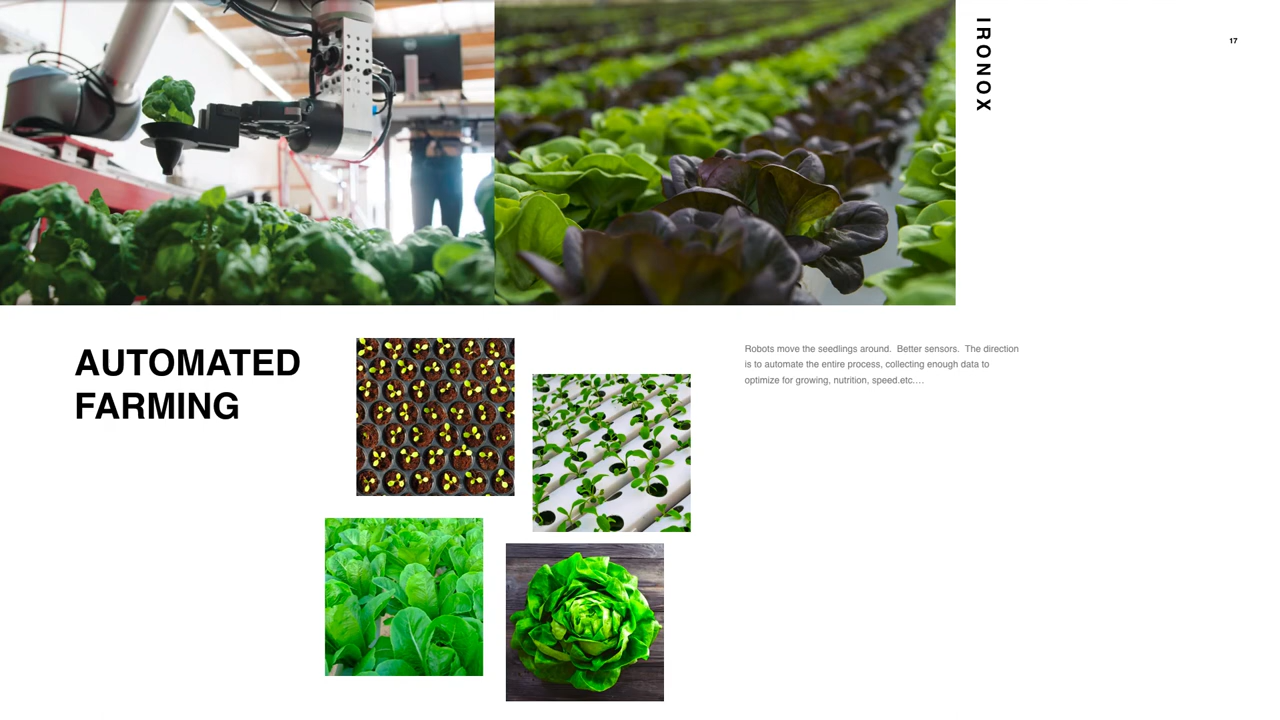 IRONOX
17
AUTOMATED
FARMING
Robots move the seedlings around.  Better sensors.  The direction
is to automate the entire process, collecting enough data to
optimize for growing, nutrition, speed.etc.…